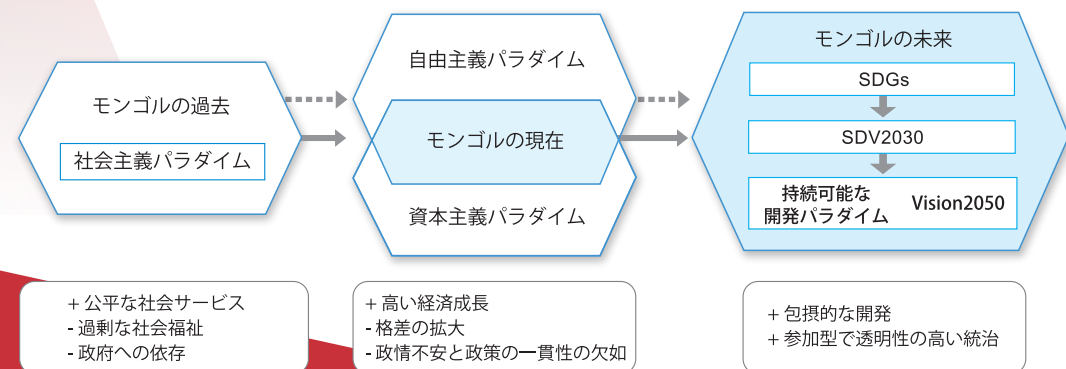 モンゴルの過去
社会主義パラダイム
自由主義パラダイム
モンゴルの現在
資本主義パラダイム
モンゴルの未来
SDGs
SDV2030
持続可能な
開発パラダイム
Vision2050
+ 公平な社会サービス
- 過剰な社会福祉
- 政府への依存
+ 高い経済成長
- 格差の拡大
- 政情不安と政策の一貫性の欠如
+ 包摂的な開発
+ 参加型で透明性の高い統治